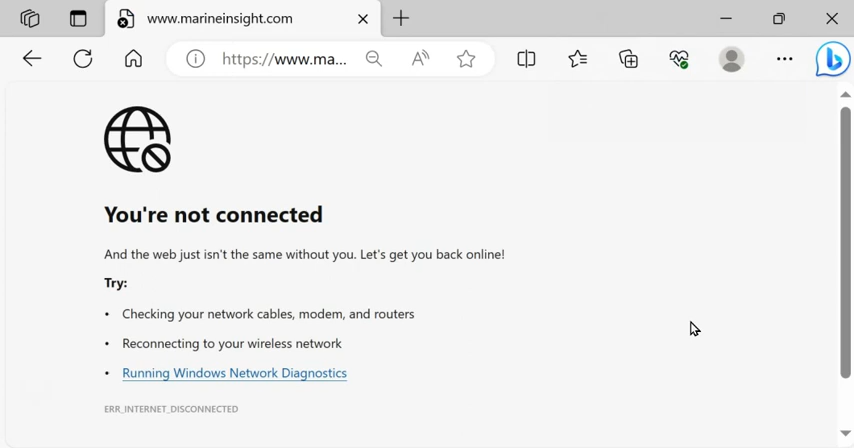 www.marineinsight.com
https://www.ma...
You're not connected
And the web just isn't the same without you. Let's get you back online!
Try:
• Checking your network cables, modem, and routers
• Reconnecting to your wireless network
• Running Windows Network Diagnostics
ERR_INTERNET_DISCONNECTED